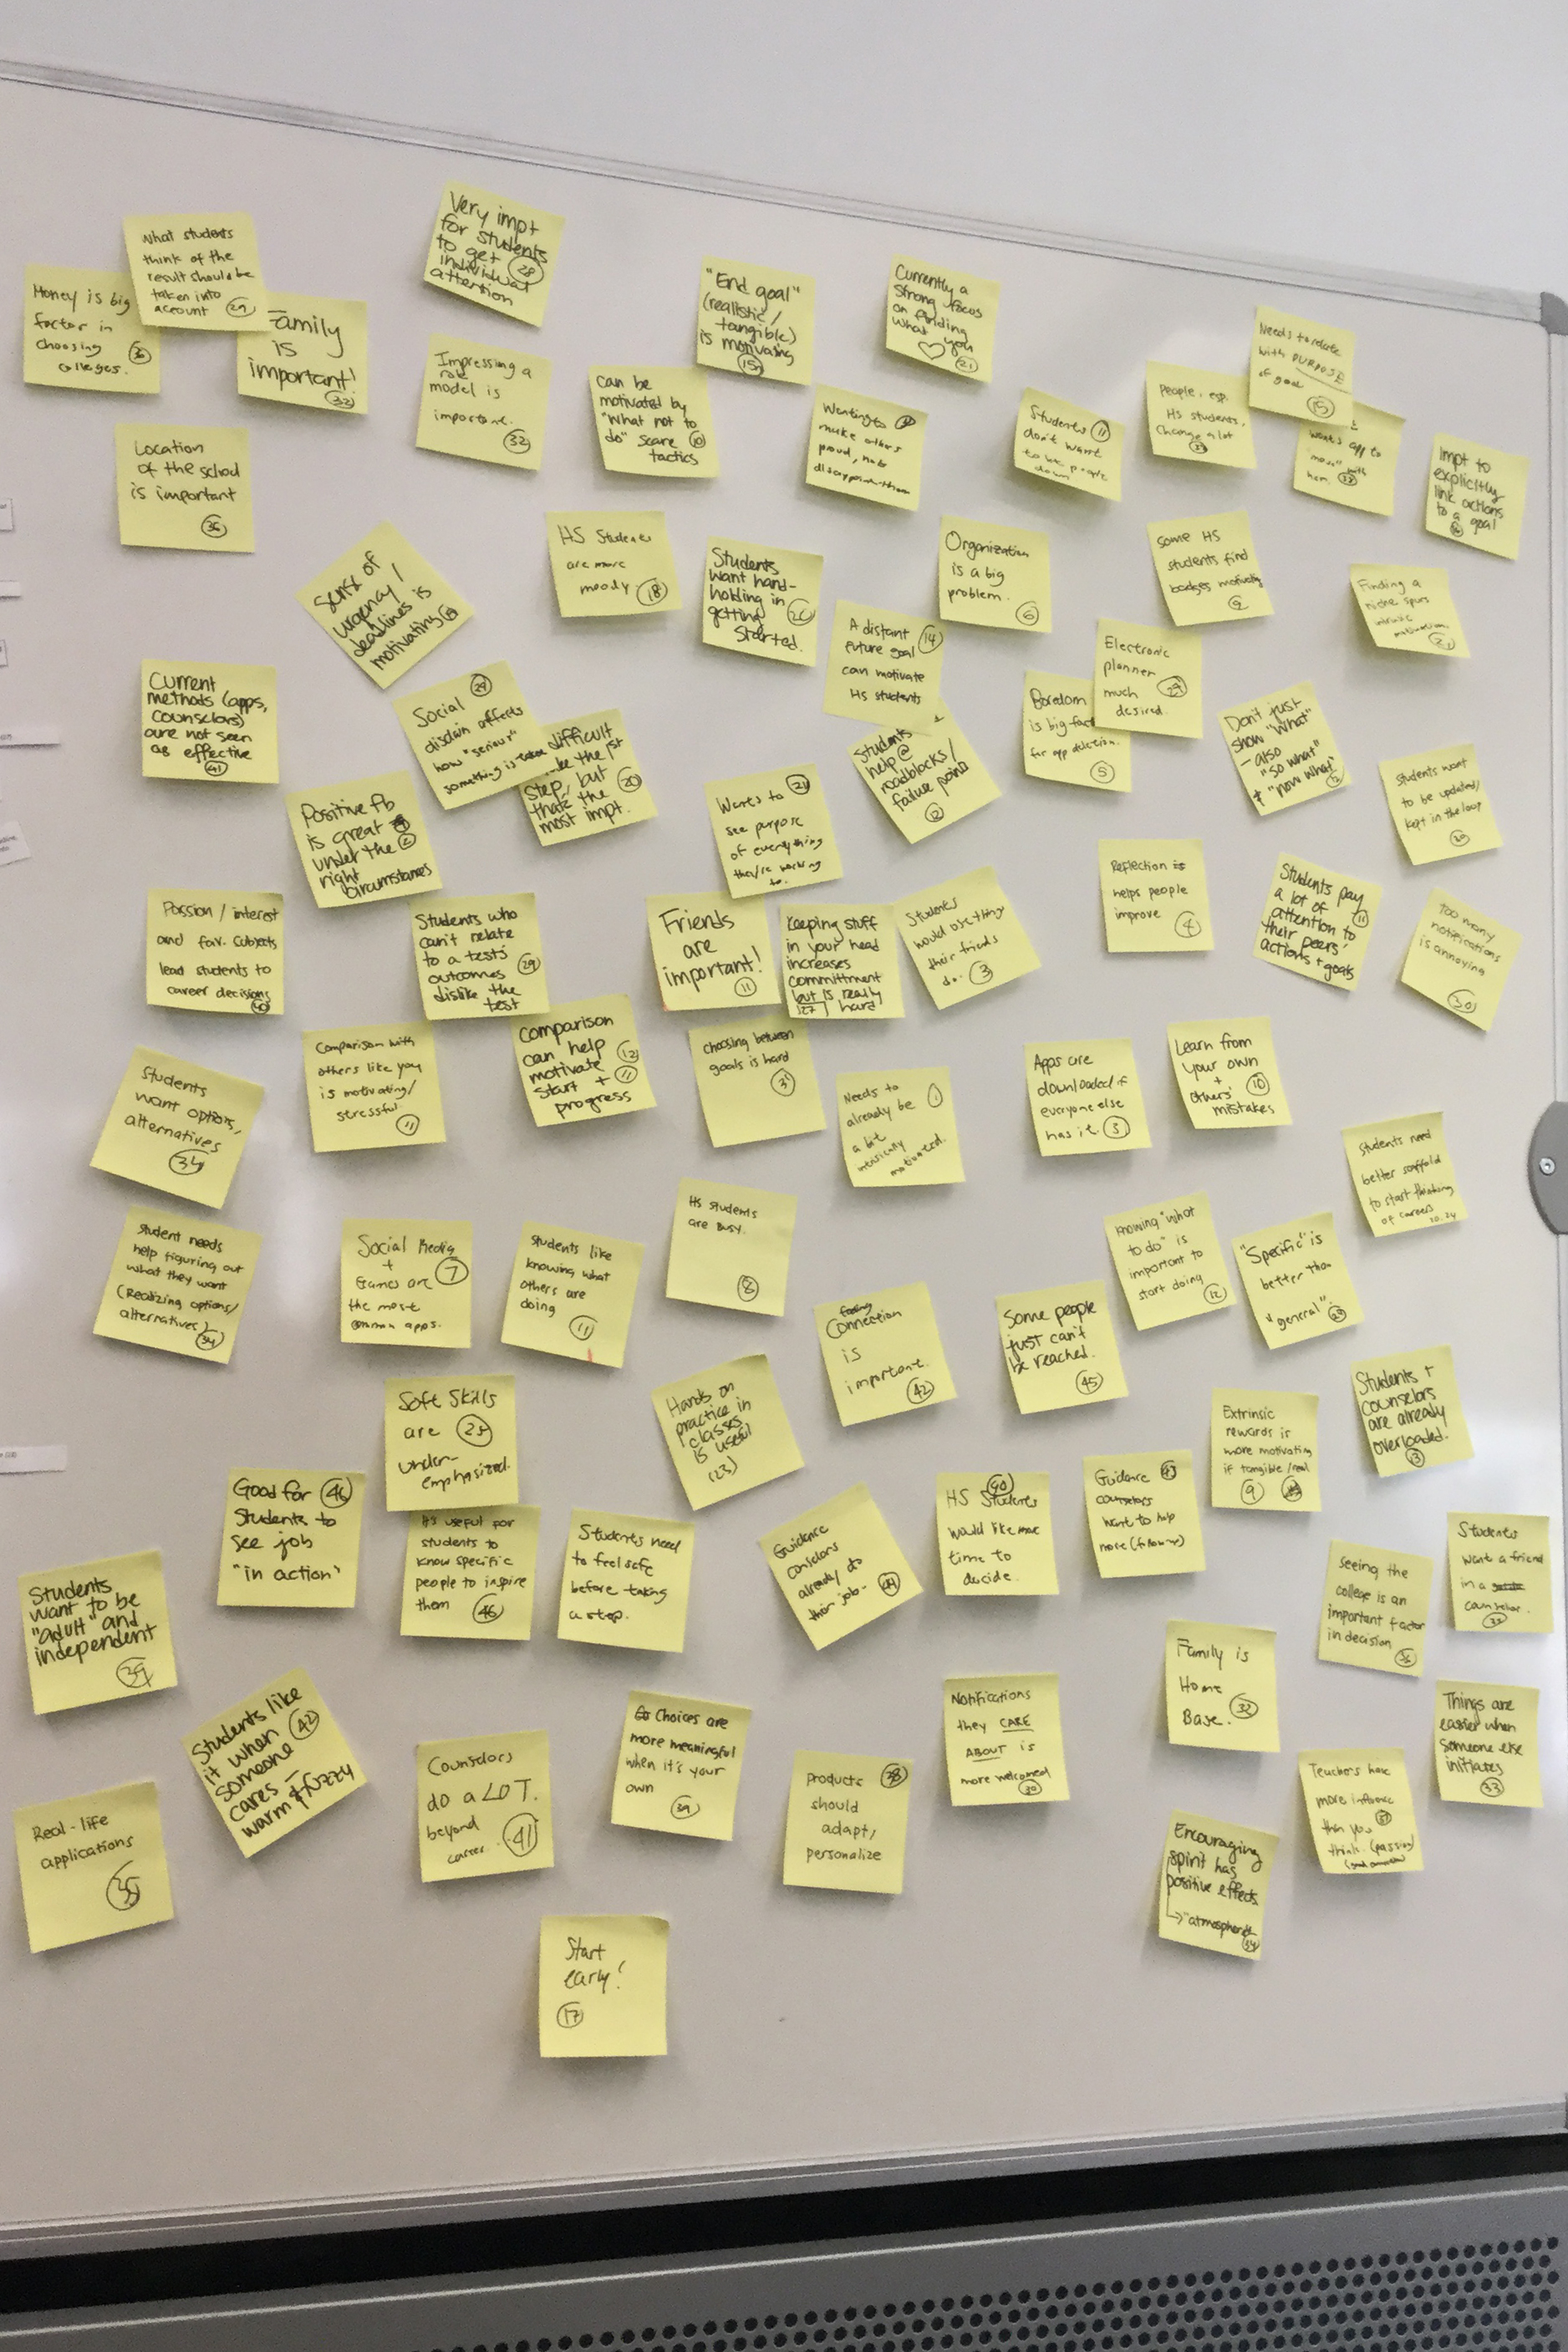 What students
think of the
result should be
taken into
account 29
Money is big
factor in
choosing
colleges. 36
Family
is
important!
32
Very impt
for students
to get
individual 28
attention
Impressing a
role
model is
important.
32
"End goal"
(realistic/
tangible)
is motivating
Currently a
strong focus
on finding
what you
♡ 21
can be
motivated by
"What not to
do" scare 10
tactics
Wanting to
make others
proud, not
disappoint them
Students 11
don't want
to let people
down
People, esp.
HS students,
change a lot
Needs to relate
with PURPOSE
of goal
15
wants app to
"move" with
her.
Impt to
explicitly
link actions
to a goal
Location
of the school
is important
36
sense of
urgency /
deadlines is
motivating
HS Students
are more
moody 18
Students
want hand-
holding in
getting
started.
Organization
is a big
problem.
6
some HS
students find
badges motivating
9
Finding a
niche spurs
intrinsic
motivation.
A distant 14
future goal
can motivate
HS students
Electronic
planner
much 29
desired.
Boredom
is big factor
for app deletion.
5
Current
methods (apps,
counselors)
are not seen
as effective
41
Social 29
disdain affects
how "serious"
something is taken
difficult
the 1st
step, but 20
that's the
most impt.
Students
help @
roadblocks/
failure point
12
Don't just
show "what"
- also
"so what"
+ "now what"
Students want
to be updated/
kept in the loop
30
Positive fb
is great
under the 2
right
circumstances
Wants to 21
see purpose
of everything
they're working
to.
Reflection is
helps people
improve 4
Students pay
a lot of 11
attention to
their peers'
actions + goals
Too many
notifications
is annoying
30
Passion / interest
and fav. subjects
lead students to
career decisions
40
Students who
can't relate
to a test's
outcomes 29
dislike the
test
Friends
are
important!
11
Keeping stuff
in your head
increases
committment
but is really
27 hard
Students
would use thing
their friends
do. 3
Comparison with
others like you
is motivating/
stressful.
11
Comparison
can help 12
motivate 11
start +
progress
choosing between
goals is hard
Needs to 1
already be
a bit
intrinsically
motivated.
Apps are
downloaded if
everyone else
has it. 3
Learn from
your own
+ 10
others'
mistakes
Students
want options,
alternatives
34
Students need
better scaffold
to start thinking
of careers
10.24
Student needs
help figuring out
what they want
(Realizing options/
alternatives)
34
Social Media
+ 7
Games are
the most
common apps.
Students like
knowing what
others are
doing
11
HS students
are BUSY.
8
Knowing "what
to do" is
important to
start doing 12
"Specific" is
better than
"general".
feeling
Connection
is
important.
42
Some people
just can't
be reached.
45
Soft Skills
are 25
under-
emphasized.
Hands on
practice in
classes
is useful
(23)
Extrinsic
rewards is
more motivating
if tangible/real
9
Students +
counselors
are already
overloaded.
13
Good for 46
Students to
see job
"in action"
It's useful for
students to
know specific
people to inspire
them 46
Students need
to feel safe
before taking
a step.
Guidance
counselors
already do
their job. 44
40
HS Students
would like more
time to
decide.
Guidance 43
counselors
want to help
more (follow up)
Seeing the
college is an
important factor
in decision 36
Students
want a friend
in a
counselor.
Students
want to be
"adult" and
independent
39
Students like
it when 42
someone
cares —
warm & fuzzy
Counselors
do a LOT.
beyond
career 41
Choices are
more meaningful
when it's your
own
39
products 38
should
adapt,
personalize
Notifications
they CARE
ABOUT is
more welcomed
30
Family is
Home
Base. 32
Things are
easier when
someone else
initiates
33
Teachers have
more influence
than you
think. (passion)
Real-life
applications
35
Encouraging
spirit has
positive effects
→ "atmosphere"
Start
early!
17